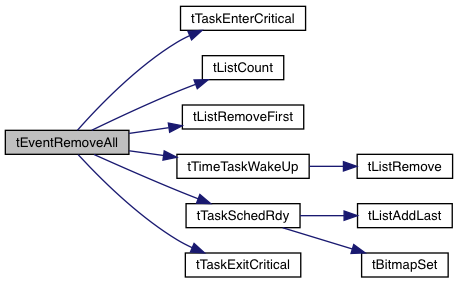 tTaskEnterCritical
tListCount
tListRemoveFirst
tEventRemoveAll
tTimeTaskWakeUp
tListRemove
tTaskSchedRdy
tListAddLast
tTaskExitCritical
tBitmapSet